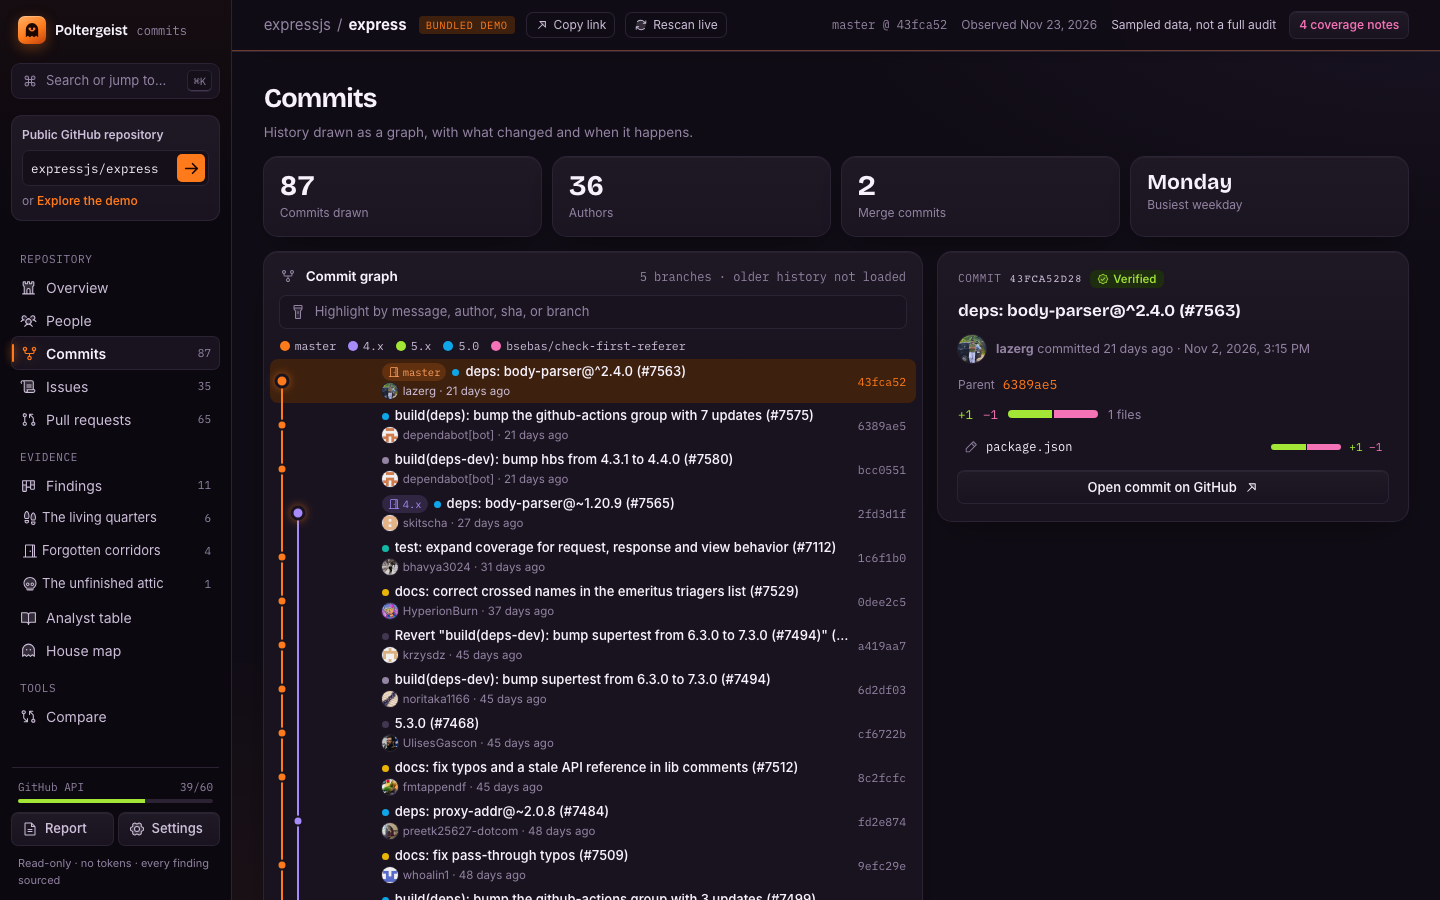 Poltergeist commits
Search or jump to... ⌘K
Public GitHub repository
expressjs/express
or Explore the demo
REPOSITORY
Overview
People
Commits 87
Issues 35
Pull requests 65
EVIDENCE
Findings 11
The living quarters 6
Forgotten corridors 4
The unfinished attic 1
Analyst table
House map
TOOLS
Compare
GitHub API 39/60
Report
Settings
Read-only · no tokens · every finding
sourced
expressjs / express BUNDLED DEMO Copy link Rescan live master @ 43fca52 Observed Nov 23, 2026 Sampled data, not a full audit 4 coverage notes
Commits
History drawn as a graph, with what changed and when it happens.
87
Commits drawn
36
Authors
2
Merge commits
Monday
Busiest weekday
Commit graph 5 branches · older history not loaded
Highlight by message, author, sha, or branch
master 4.x 5.x 5.0 bsebas/check-first-referer
master deps: body-parser@^2.4.0 (#7563)
lazerg · 21 days ago 43fca52
build(deps): bump the github-actions group with 7 updates (#7575)
dependabot[bot] · 21 days ago 6389ae5
build(deps-dev): bump hbs from 4.3.1 to 4.4.0 (#7580)
dependabot[bot] · 21 days ago bcc0551
4.x deps: body-parser@~1.20.9 (#7565)
skitscha · 27 days ago 2fd3d1f
test: expand coverage for request, response and view behavior (#7112)
bhavya3024 · 31 days ago 1c6f1b0
docs: correct crossed names in the emeritus triagers list (#7529)
HyperionBurn · 37 days ago 0dee2c5
Revert "build(deps-dev): bump supertest from 6.3.0 to 7.3.0 (#7494)" (...
krzysdz · 45 days ago a419aa7
build(deps-dev): bump supertest from 6.3.0 to 7.3.0 (#7494)
noritaka1166 · 45 days ago 6d2df03
5.3.0 (#7468)
UlisesGascon · 45 days ago cf6722b
docs: fix typos and a stale API reference in lib comments (#7512)
fmtappendf · 45 days ago 8c2fcfc
deps: proxy-addr@~2.0.8 (#7484)
preetk25627-dotcom · 48 days ago fd2e874
docs: fix pass-through typos (#7509)
whoalin1 · 48 days ago 9efc29e
build(deps): bump the github-actions group with 3 updates (#7499)
COMMIT 43FCA52D28 Verified
deps: body-parser@^2.4.0 (#7563)
lazerg committed 21 days ago · Nov 2, 2026, 3:15 PM
Parent 6389ae5
+1 −1 1 files
package.json +1 −1
Open commit on GitHub